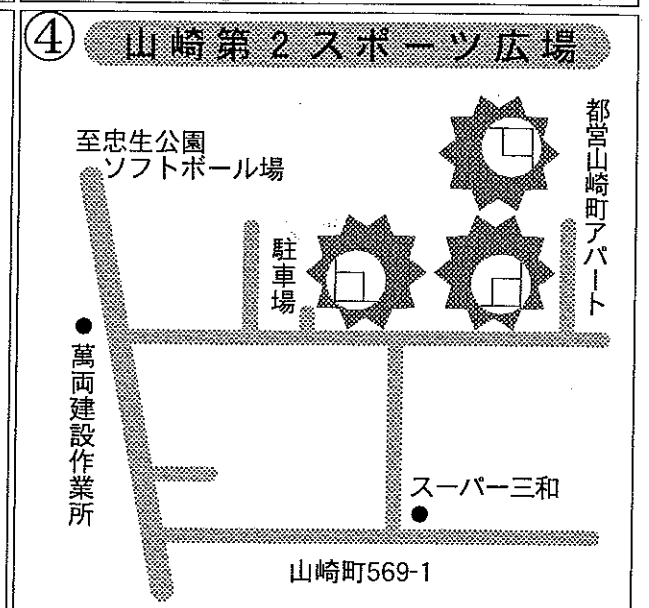 ④ 山崎第2スポーツ広場
至忠生公園
ソフトボール場
都営山崎町アパート
駐車場
萬両建設作業所
スーパー三和
山崎町569-1